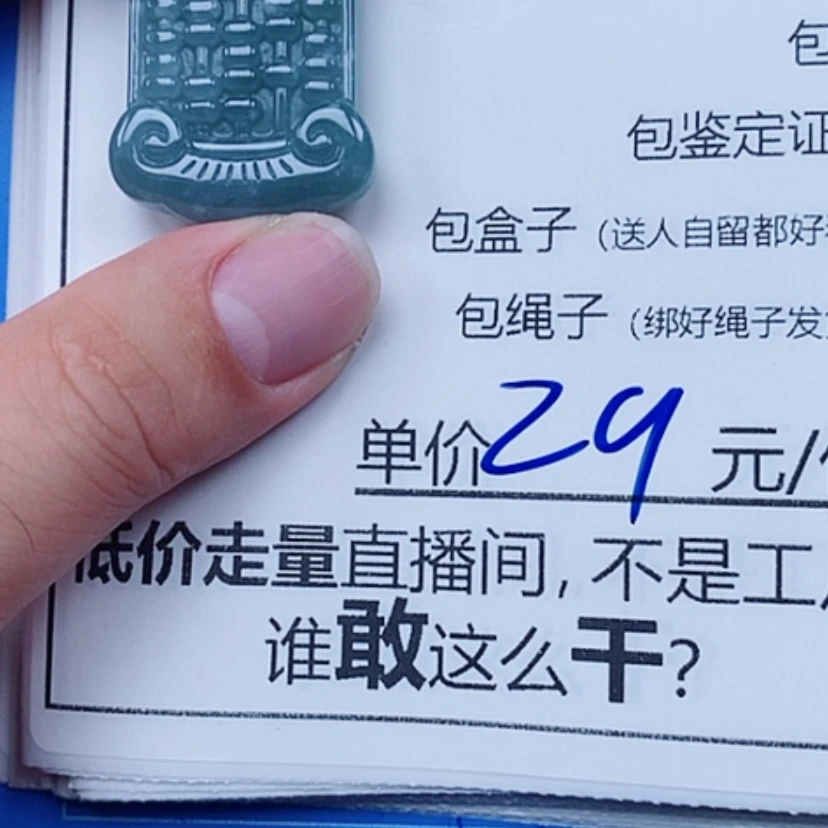 包
包鉴定证
包盒子（送人自留都好
包绳子（绑好绳子发
单价29元/
低价走量直播间,不是工
谁敢这么干?